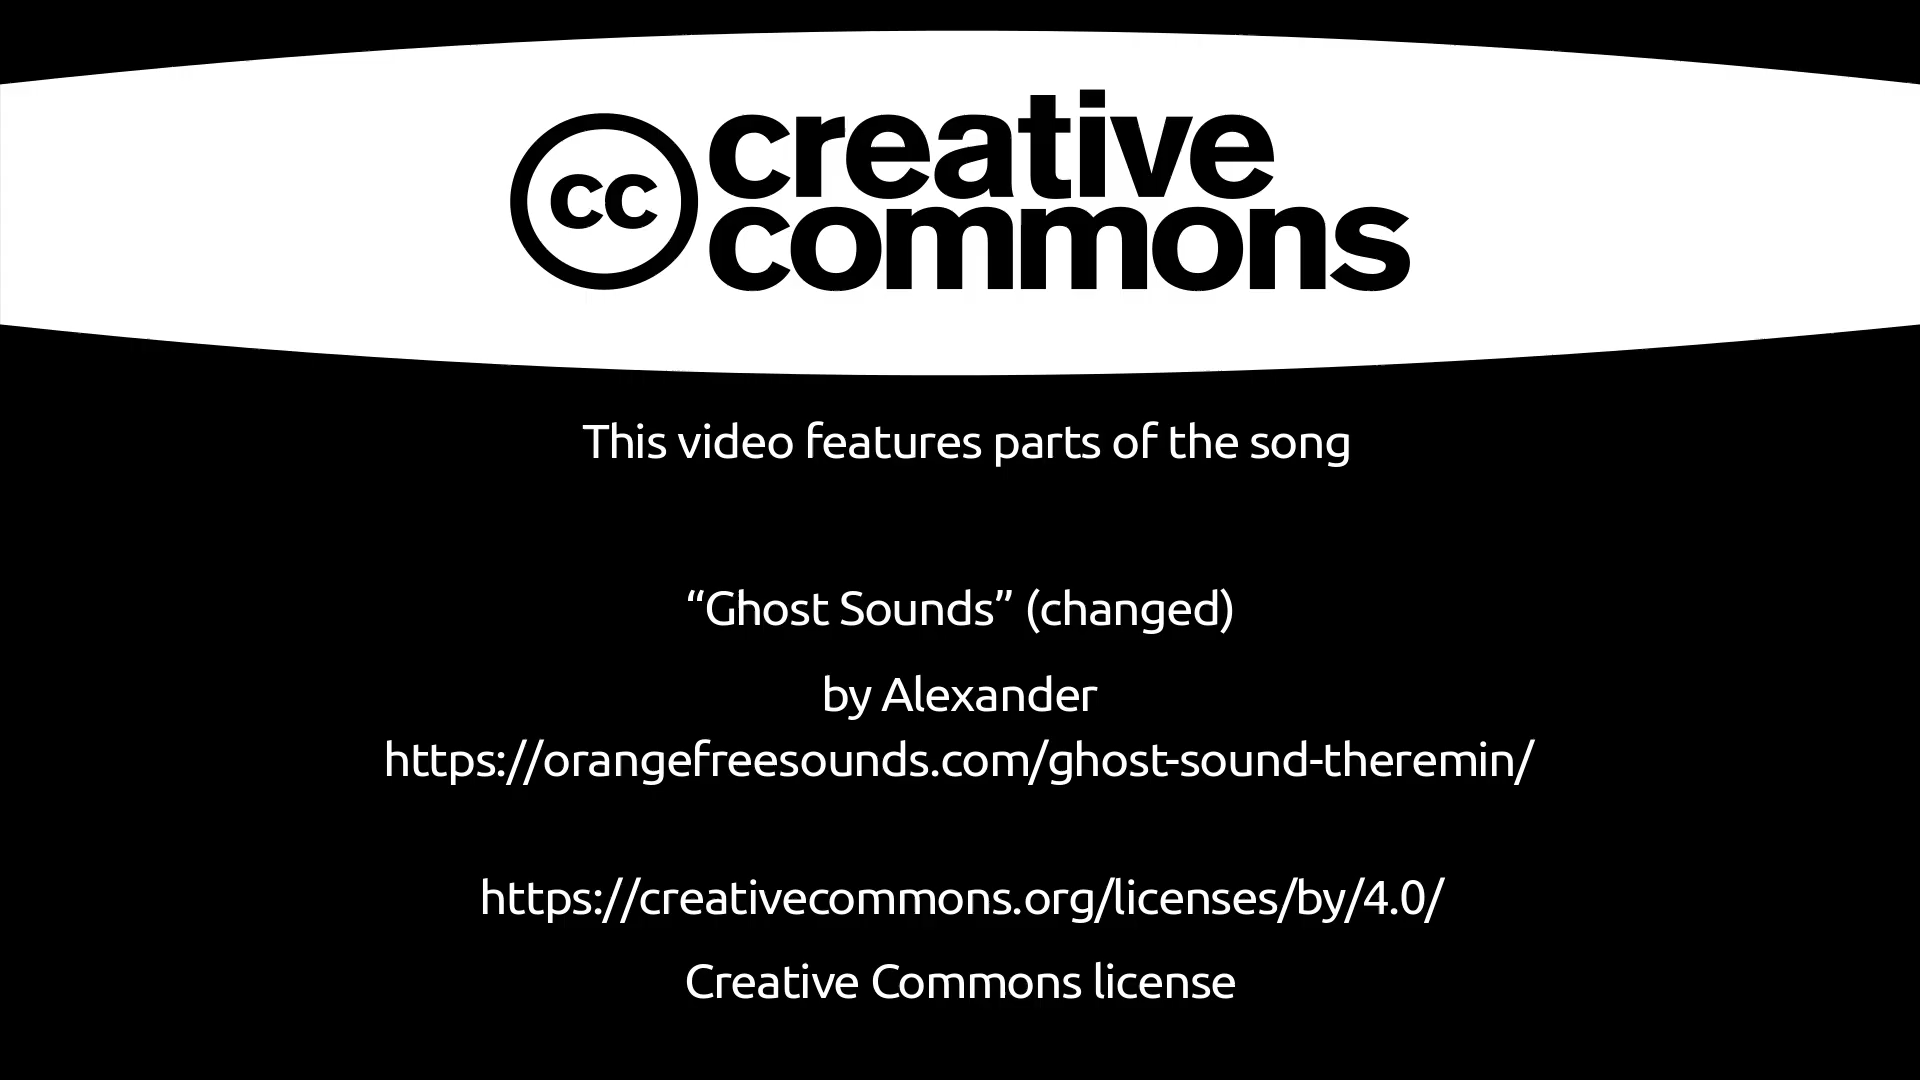 cc creative
commons
This video features parts of the song
“Ghost Sounds” (changed)
by Alexander
https://orangefreesounds.com/ghost-sound-theremin/
https://creativecommons.org/licenses/by/4.0/
Creative Commons license